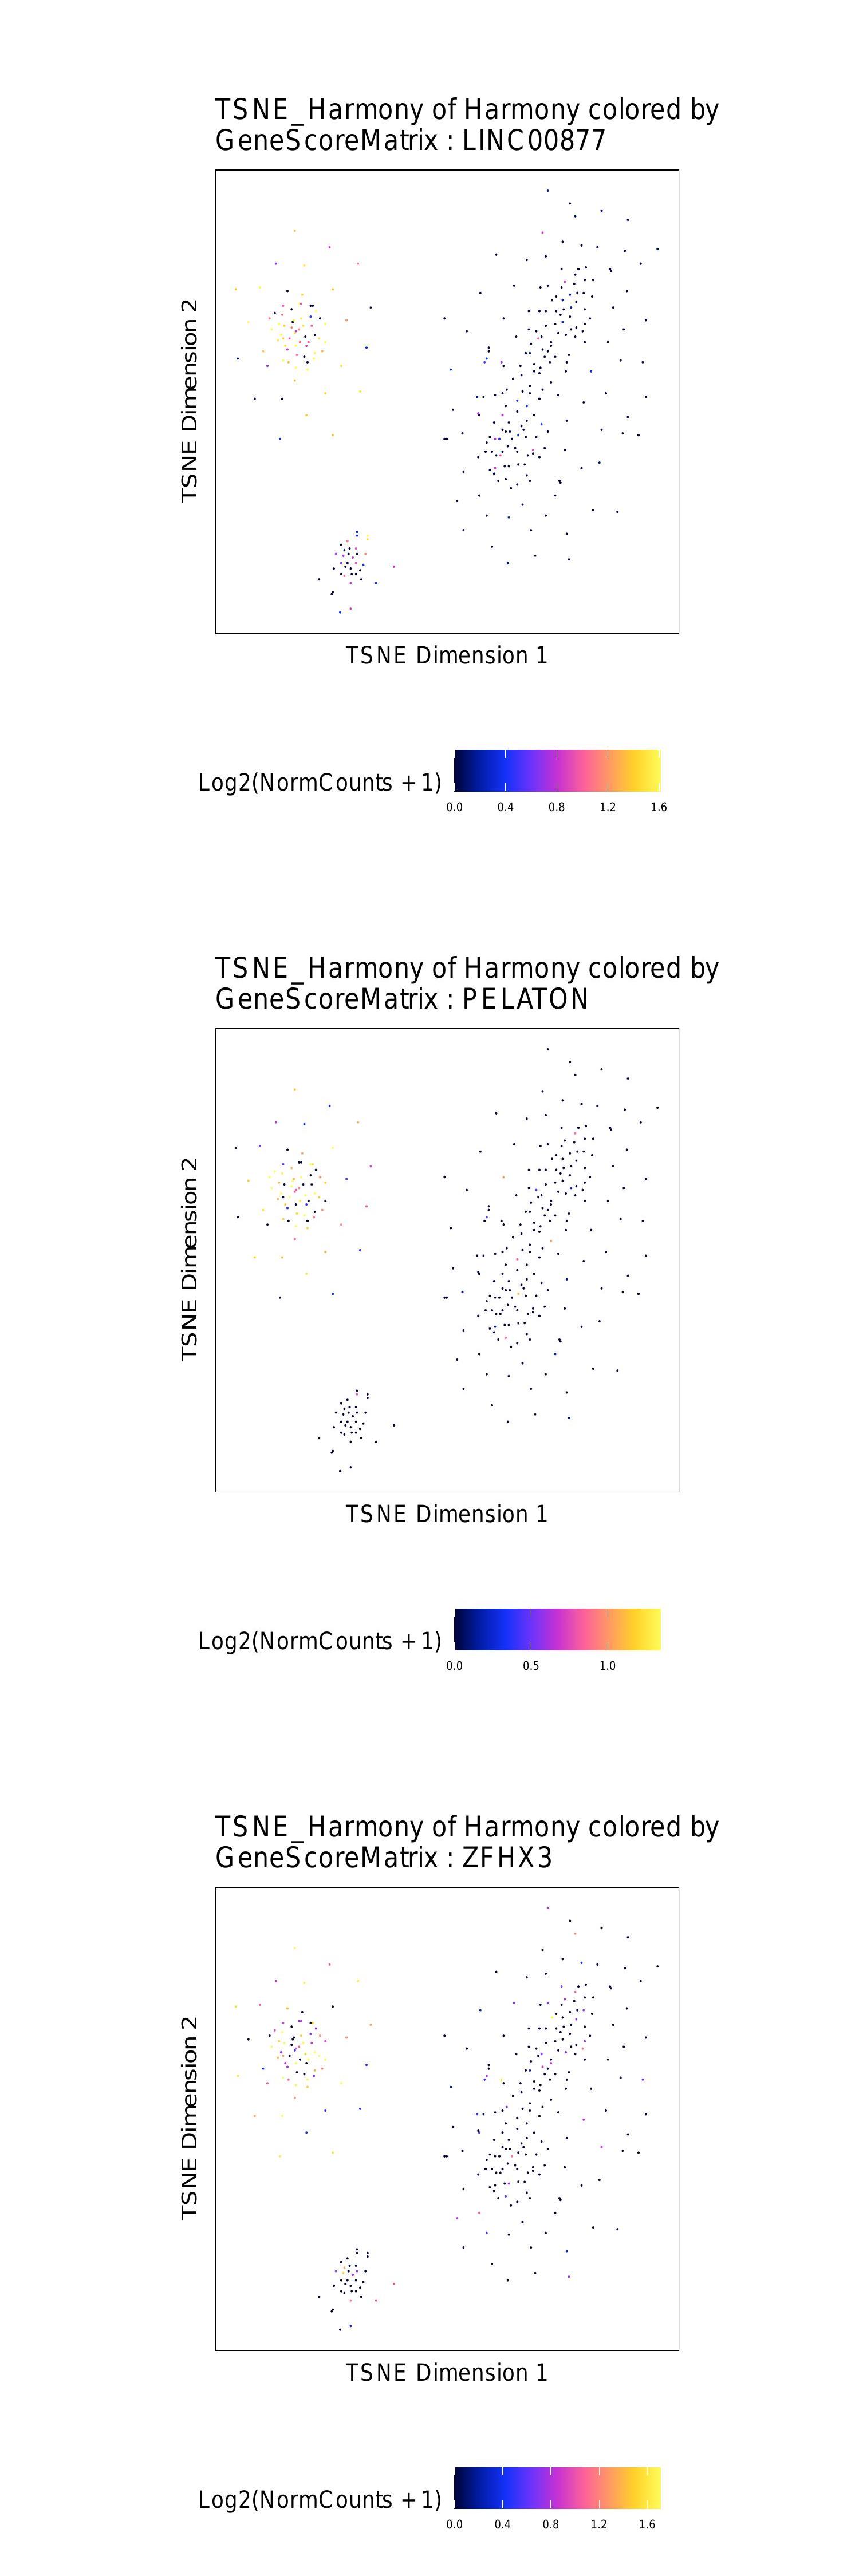 TSNE_Harmony of Harmony colored by
GeneScoreMatrix : LINC00877
TSNE Dimension 2
TSNE Dimension 1
Log2(NormCounts + 1)
0.0 0.4 0.8 1.2 1.6
TSNE_Harmony of Harmony colored by
GeneScoreMatrix : PELATON
TSNE Dimension 2
TSNE Dimension 1
Log2(NormCounts + 1)
0.0 0.5 1.0
TSNE_Harmony of Harmony colored by
GeneScoreMatrix : ZFHX3
TSNE Dimension 2
TSNE Dimension 1
Log2(NormCounts + 1)
0.0 0.4 0.8 1.2 1.6